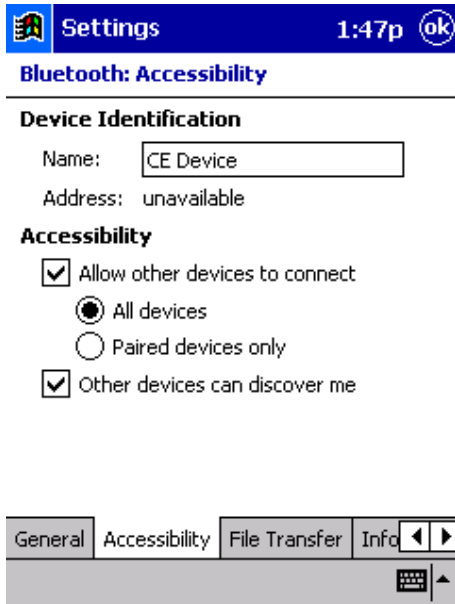 Settings 1:47p ok
Bluetooth: Accessibility
Device Identification
Name: CE Device
Address: unavailable
Accessibility
Allow other devices to connect
All devices
Paired devices only
Other devices can discover me
General Accessibility File Transfer Info